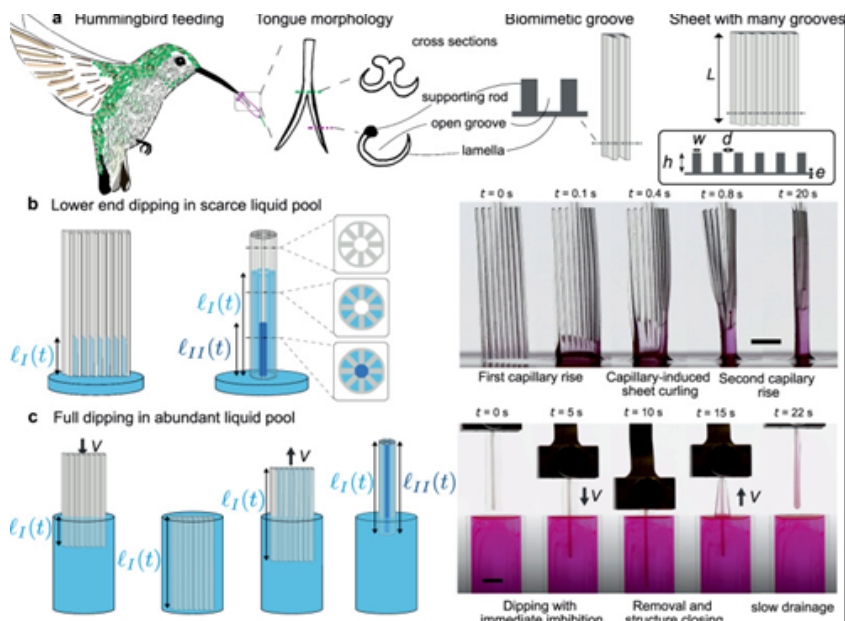 a Hummingbird feeding
Tongue morphology
Biomimetic groove
Sheet with many grooves
cross sections
supporting rod
open groove
lamella
L
w d
h
e
b Lower end dipping in scarce liquid pool
ℓI(t)
ℓI(t)
ℓII(t)
t = 0 s t = 0.1 s t = 0.4 s t = 0.8 s t = 20 s
First capillary rise
Capillary-induced
sheet curling
Second capilary
rise
c Full dipping in abundant liquid pool
V
ℓI(t)
ℓI(t)
V
ℓI(t)
ℓI(t)
ℓII(t)
t = 0 s t = 5 s t = 10 s t = 15 s t = 22 s
V
V
Dipping with
immediate imbibition
Removal and
structure closing
slow drainage